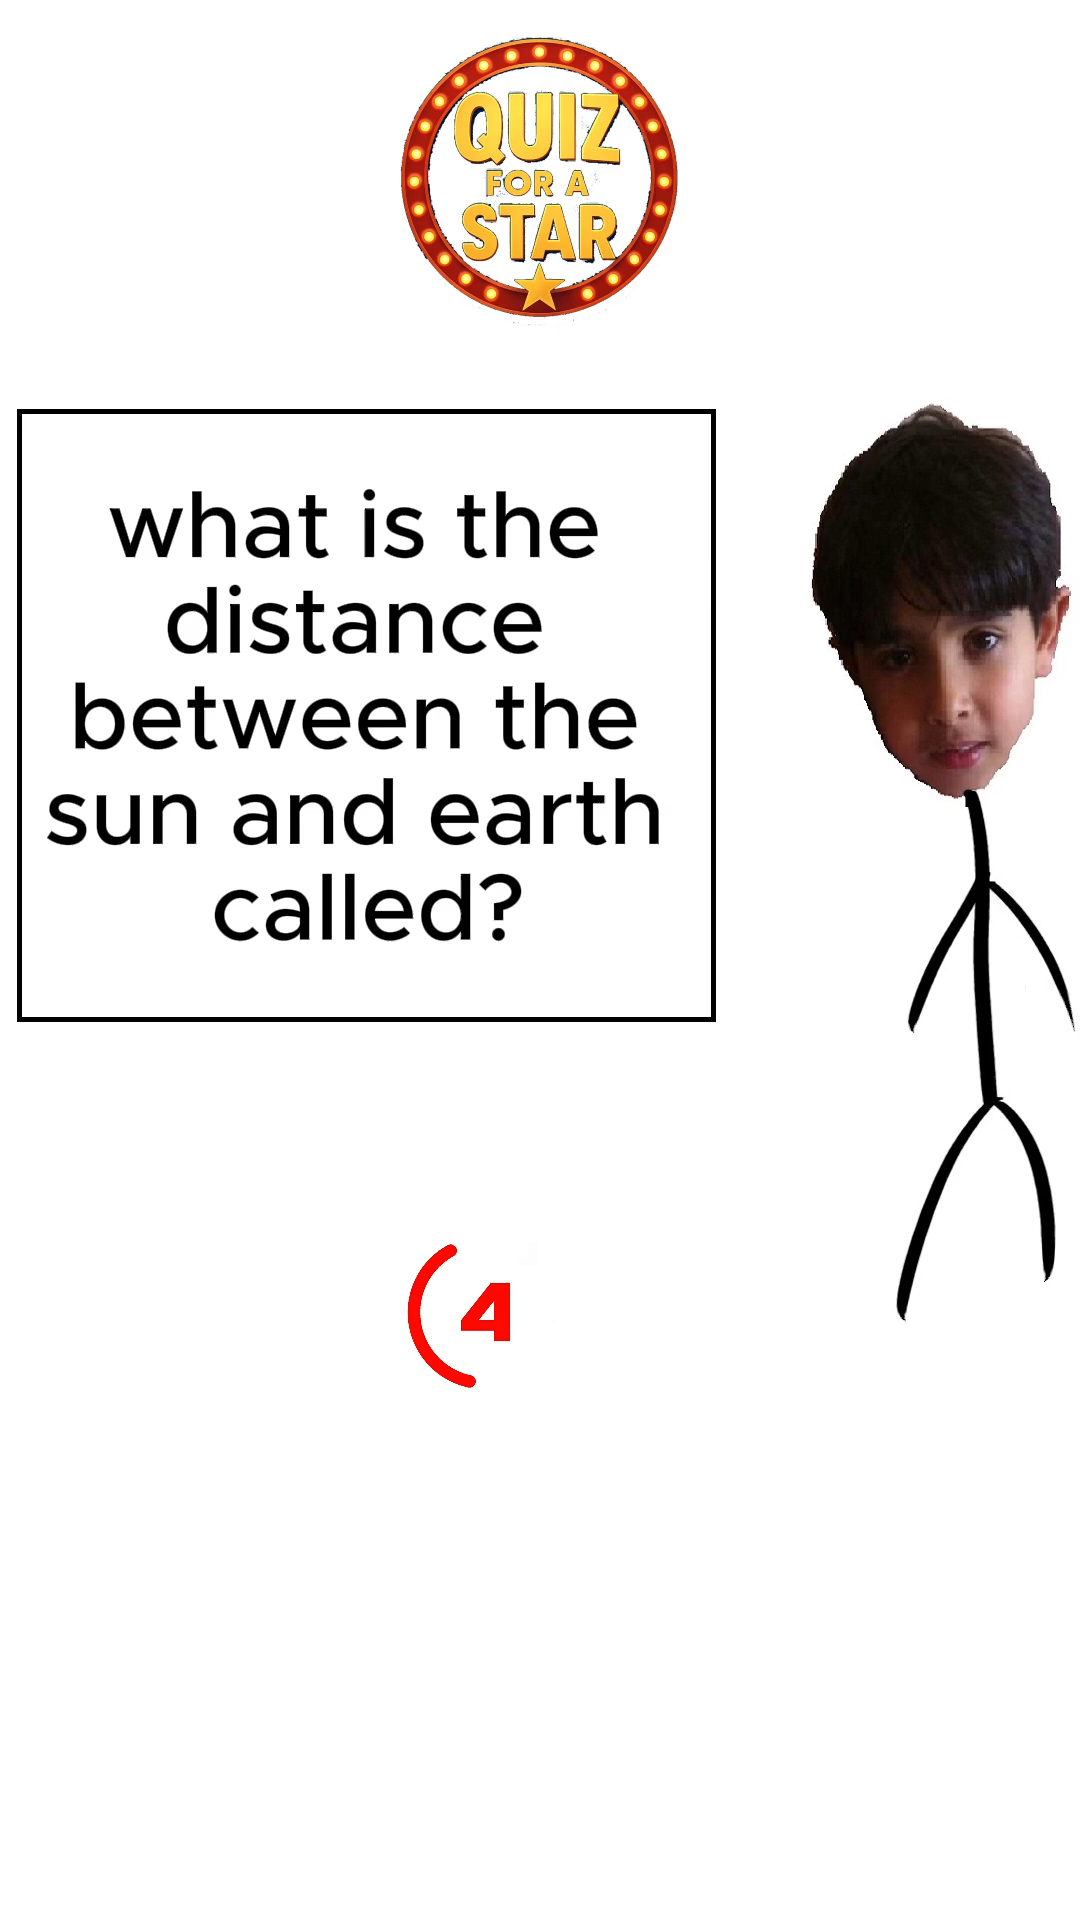 QUIZ
FOR A
STAR
what is the
distance
between the
sun and earth
called?
4